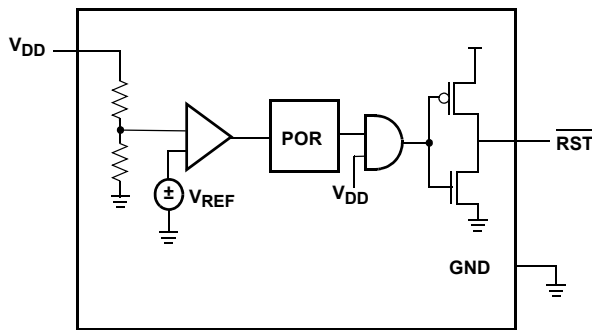 VDD
POR
± VREF
VDD
RST
GND